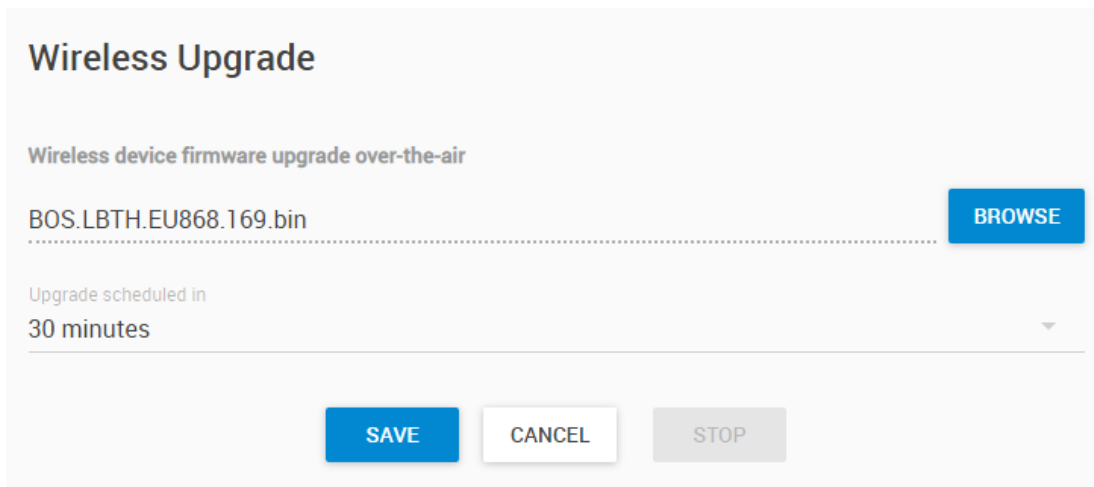 Wireless Upgrade
Wireless device firmware upgrade over-the-air
BOS.LBTH.EU868.169.bin
BROWSE
Upgrade scheduled in
30 minutes
SAVE CANCEL STOP